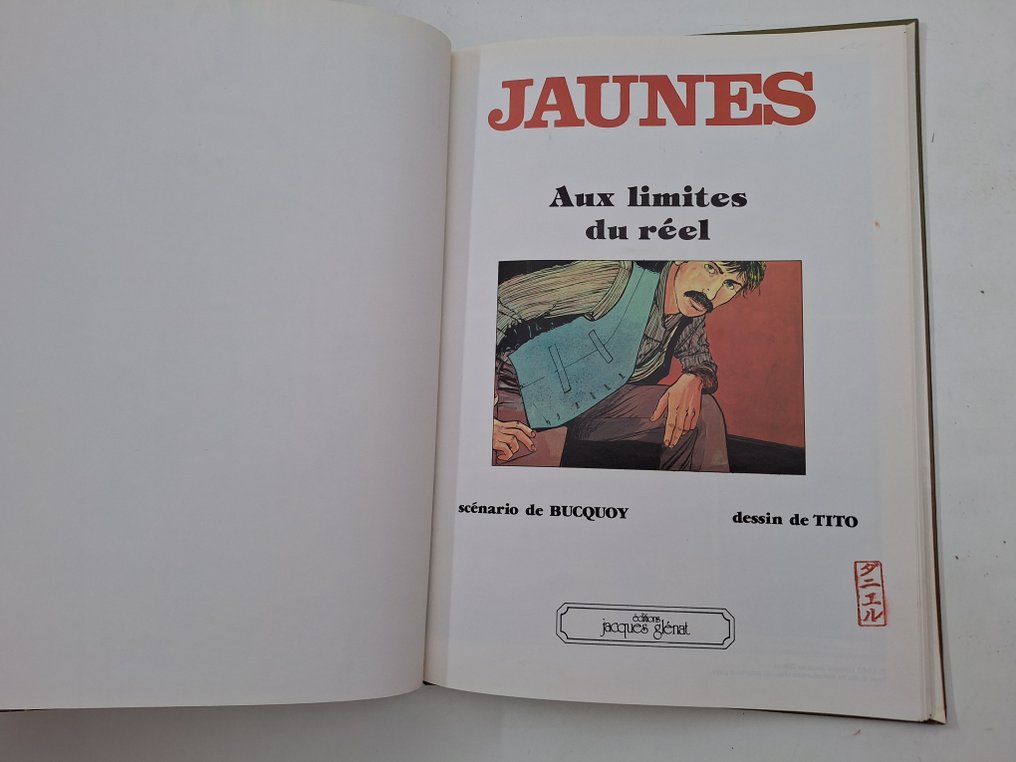 JAUNES
Aux limites
du réel
scénario de BUCQUOY
dessin de TITO
éditions
jacques glénat
ダニエル